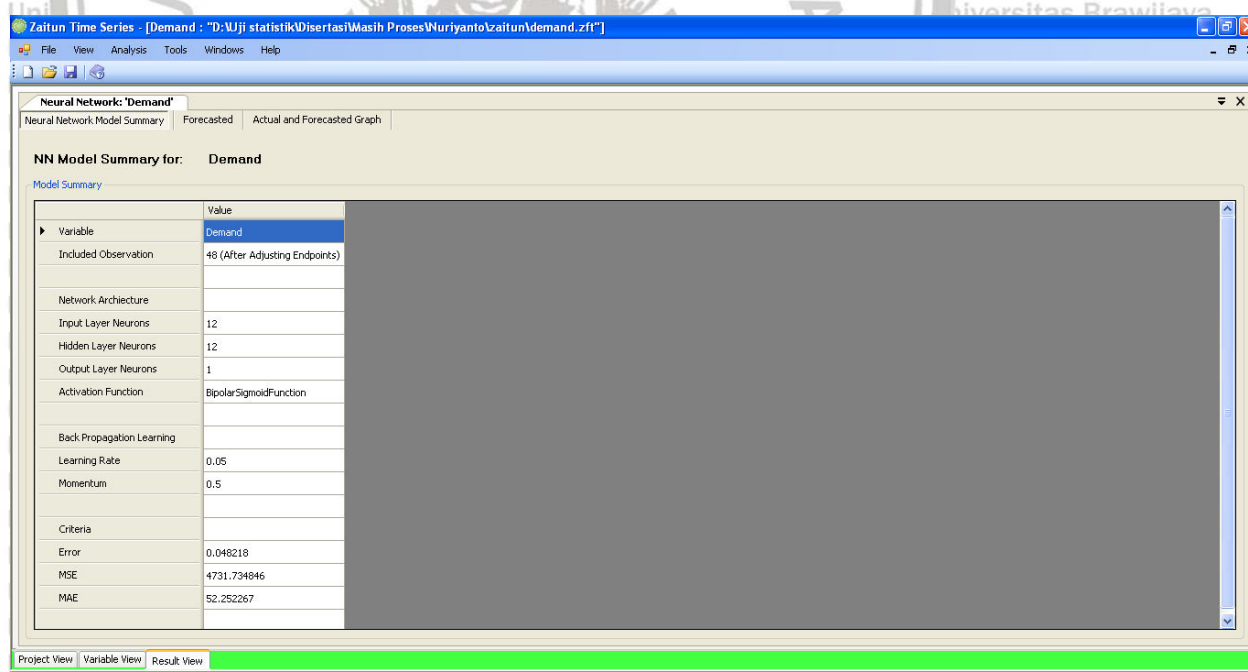 Zaitun Time Series - [Demand : "D:\Uji statistik\Disertasi\Masih Proses\Nuriyanto\zaitun\demand.zft"]
File View Analysis Tools Windows Help
Neural Network: 'Demand'
Neural Network Model Summary Forecasted Actual and Forecasted Graph
NN Model Summary for: Demand
Model Summary
Value
Variable Demand
Included Observation 48 (After Adjusting Endpoints)
Network Archiecture
Input Layer Neurons 12
Hidden Layer Neurons 12
Output Layer Neurons 1
Activation Function BipolarSigmoidFunction
Back Propagation Learning
Learning Rate 0.05
Momentum 0.5
Criteria
Error 0.048218
MSE 4731.734846
MAE 52.252267
Project View Variable View Result View